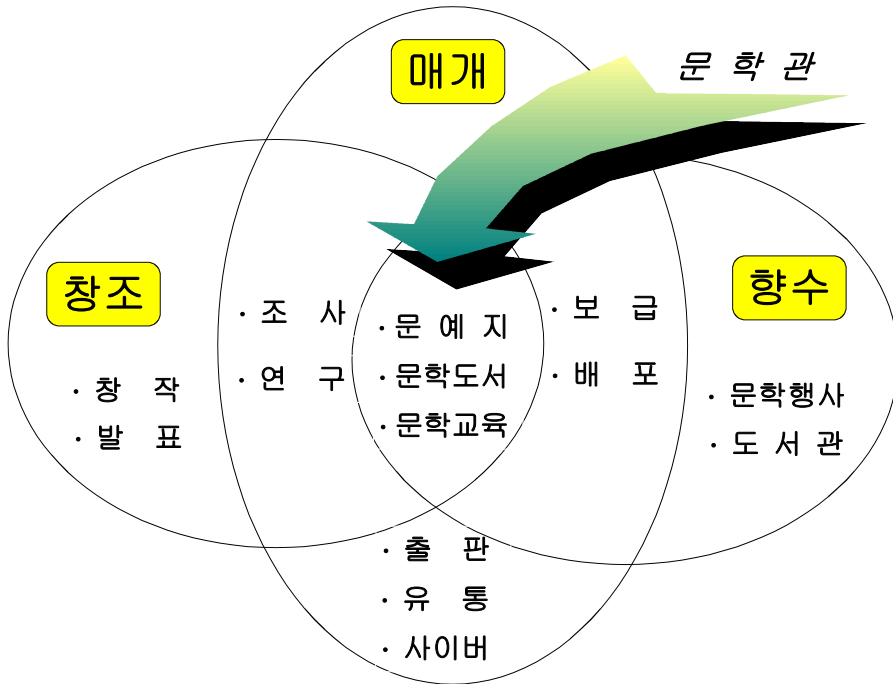 매개
문 학 관
창조
· 창 작
· 발 표
· 조 사
· 연 구
· 문 예 지
· 문학도서
· 문학교육
· 보 급
· 배 포
향수
· 문학행사
· 도 서 관
· 출 판
· 유 통
· 사이버